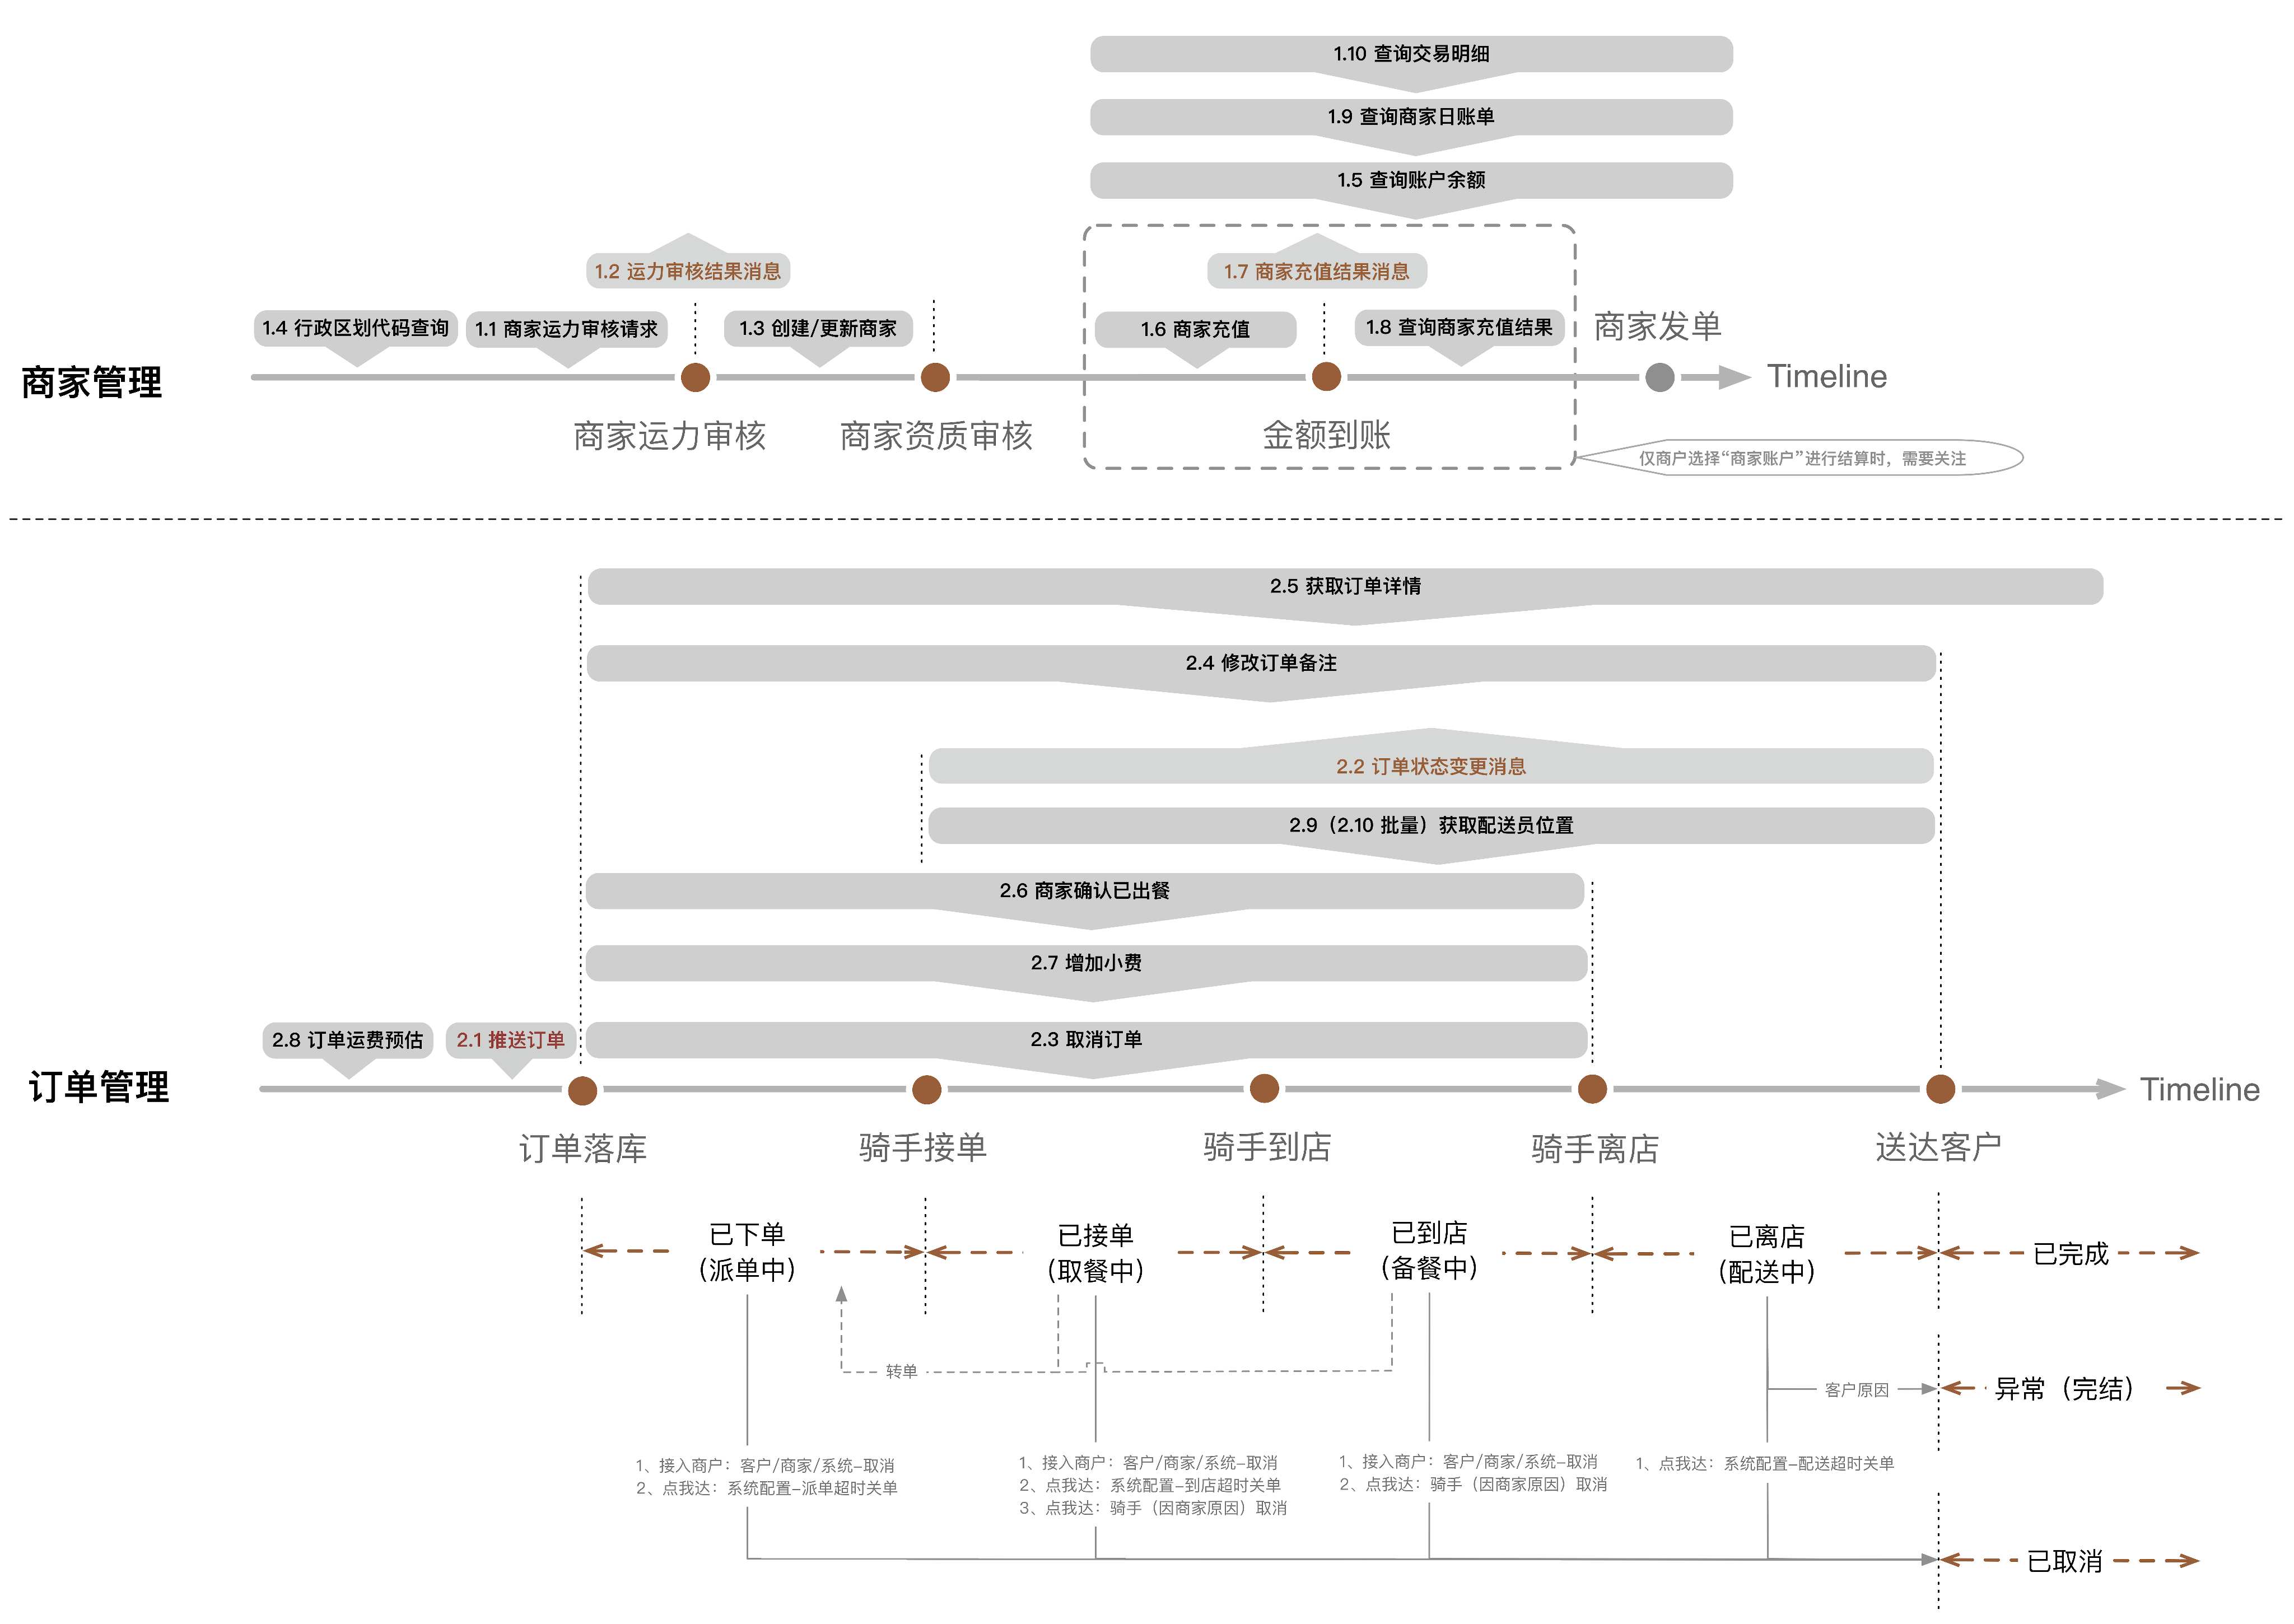 1.10 查询交易明细
1.9 查询商家日账单
1.5 查询账户余额
1.2 运力审核结果消息
1.7 商家充值结果消息
1.4 行政区划代码查询
1.1 商家运力审核请求
1.3 创建/更新商家
1.6 商家充值
1.8 查询商家充值结果
商家发单
商家管理
Timeline
商家运力审核
商家资质审核
金额到账
仅商户选择“商家账户”进行结算时，需要关注
2.5 获取订单详情
2.4 修改订单备注
2.2 订单状态变更消息
2.9（2.10 批量）获取配送员位置
2.6 商家确认已出餐
2.7 增加小费
2.8 订单运费预估
2.1 推送订单
2.3 取消订单
订单管理
Timeline
订单落库
骑手接单
骑手到店
骑手离店
送达客户
已下单
(派单中)
已接单
(取餐中)
已到店
(备餐中)
已离店
(配送中)
已完成
转单
客户原因
异常（完结）
1、接入商户：客户/商家/系统-取消
2、点我达：系统配置-派单超时关单
1、接入商户：客户/商家/系统-取消
2、点我达：系统配置-到店超时关单
3、点我达：骑手（因商家原因）取消
1、接入商户：客户/商家/系统-取消
2、点我达：骑手（因商家原因）取消
1、点我达：系统配置-配送超时关单
已取消